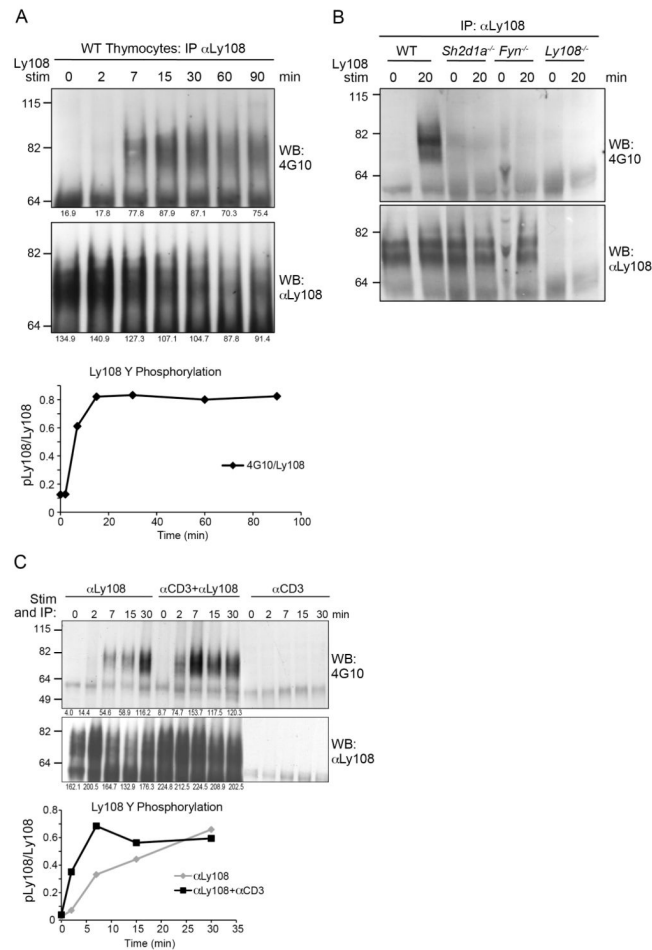 A
WT Thymocytes: IP αLy108
Ly108 stim 0 2 7 15 30 60 90 min
115
82
64
WB: 4G10
16.9 17.8 77.8 87.9 87.1 70.3 75.4
82
64
WB: αLy108
134.9 140.9 127.3 107.1 104.7 87.8 91.4
Ly108 Y Phosphorylation
pLy108/Ly108
1
0.8
0.6
0.4
0.2
0
4G10/Ly108
0 20 40 60 80 100
Time (min)
B
IP: αLy108
WT Sh2d1a-/- Fyn-/- Ly108-/-
Ly108 stim 0 20 0 20 0 20 0 20 min
115
82
64
WB: 4G10
82
64
WB: αLy108
C
αLy108 αCD3+αLy108 αCD3
Stim and IP: 0 2 7 15 30 0 2 7 15 30 0 2 7 15 30 min
115
82
64
49
WB: 4G10
4.0 14.4 54.6 58.9 116.2 8.7 74.7 153.7 117.5 120.3
82
64
WB: αLy108
162.1 200.5 164.7 132.9 176.3 224.8 212.5 224.5 208.9 202.5
Ly108 Y Phosphorylation
pLy108/Ly108
0.8
0.6
0.4
0.2
0
αLy108
αLy108+αCD3
0 5 10 15 20 25 30 35
Time (min)